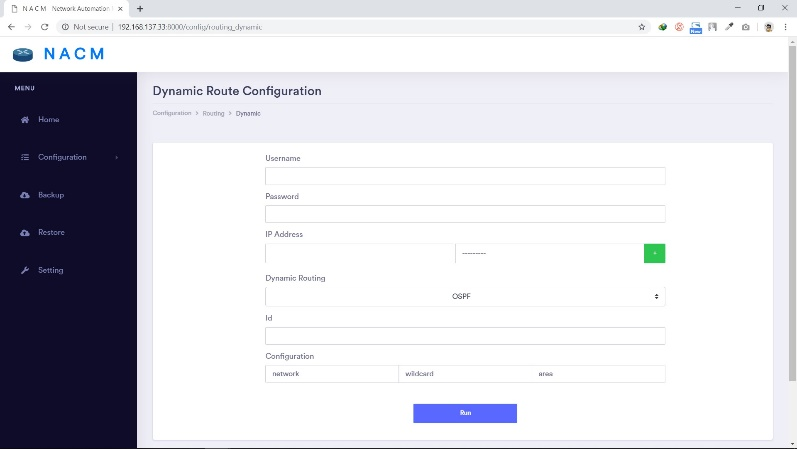 N A C M - Network Automation
Not secure | 192.168.137.33:8000/config/routing_dynamic
New
N A C M
MENU
Home
Configuration
Backup
Restore
Setting
Dynamic Route Configuration
Configuration > Routing > Dynamic
Username
Password
IP Address
---------
+
Dynamic Routing
OSPF
Id
Configuration
network wildcard area
Run